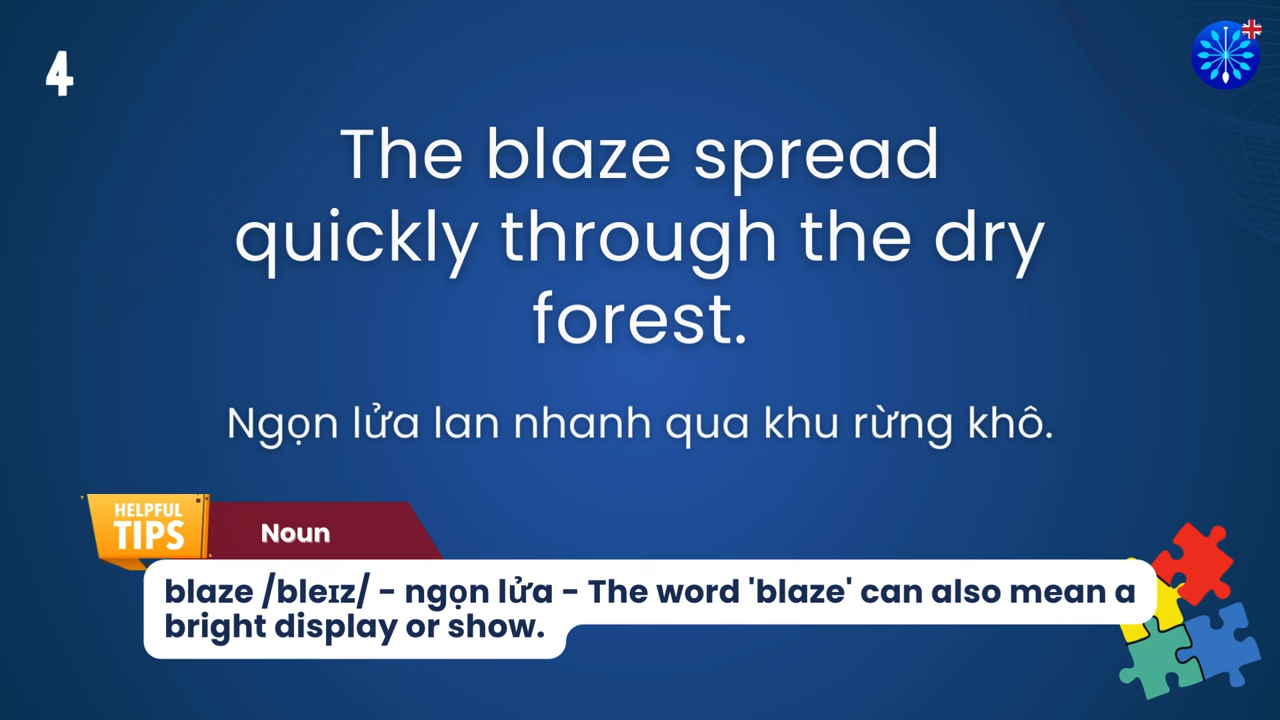 4
The blaze spread
quickly through the dry
forest.
Ngọn lửa lan nhanh qua khu rừng khô.
HELPFUL
TIPS
Noun
blaze /bleɪz/ - ngọn lửa - The word 'blaze' can also mean a
bright display or show.